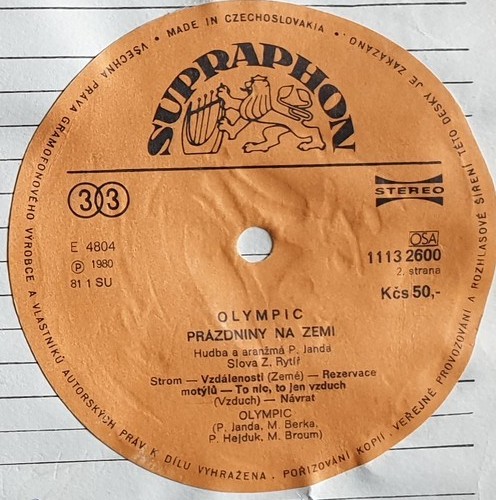 VŠECHNA PRÁVA GRAMOFONOVÉHO VÝROBCE A VLASTNÍKŮ AUTORSKÝCH PRÁV K DÍLU VYHRAŽENA. POŘIZOVÁNÍ KOPIÍ, VEŘEJNÉ PROVOZOVÁNÍ A ROZHLASOVÉ ŠÍŘENÍ TÉTO DESKY JE ZAKÁZÁNO • MADE IN CZECHOSLOVAKIA •
SUPRAPHON
33
STEREO
E 4804
Ⓟ 1980
81 1 SU
OSA
1113 2600
2. strana
Kčs 50,-
OLYMPIC
PRÁZDNINY NA ZEMI
Hudba a aranžmá P. Janda
Slova Z. Rytíř
Strom — Vzdálenosti (Země) — Rezervace
motýlů — To nic, to jen vzduch
(Vzduch) — Návrat
OLYMPIC
(P. Janda, M. Berka,
P. Hejduk, M. Broum)